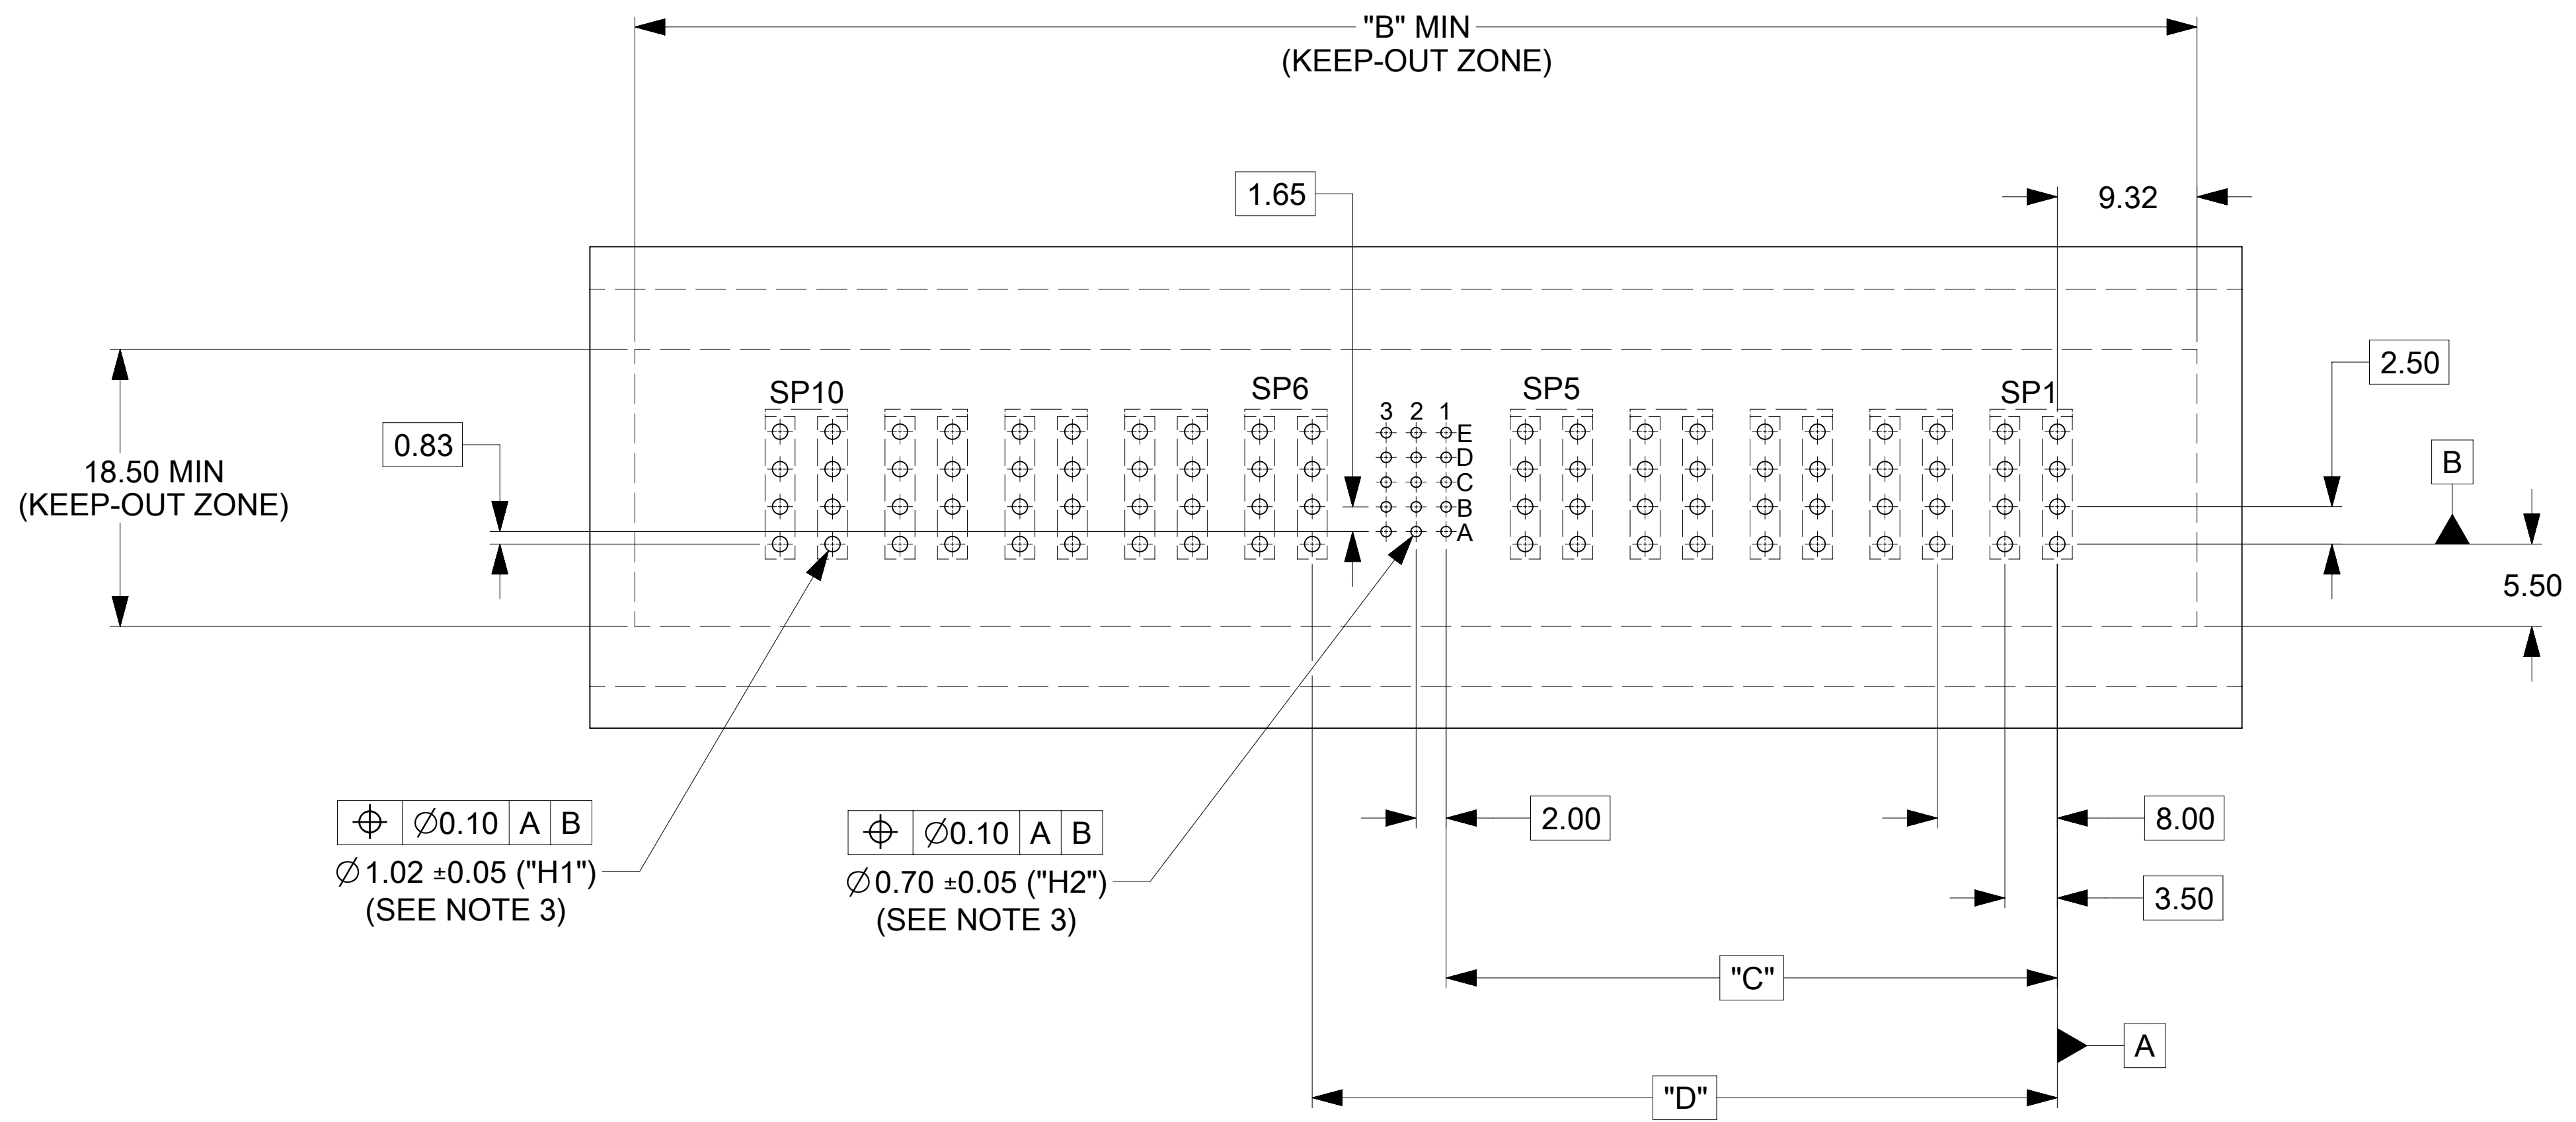 "B" MIN
(KEEP-OUT ZONE)
1.65
9.32
2.50
SP10
SP6
SP5
SP1
3 2 1
E
D
C
B
A
0.83
18.50 MIN
(KEEP-OUT ZONE)
B
5.50
⌖ ∅0.10 A B
∅1.02 ±0.05 ("H1")
(SEE NOTE 3)
⌖ ∅0.10 A B
∅0.70 ±0.05 ("H2")
(SEE NOTE 3)
2.00
8.00
3.50
"C"
A
"D"